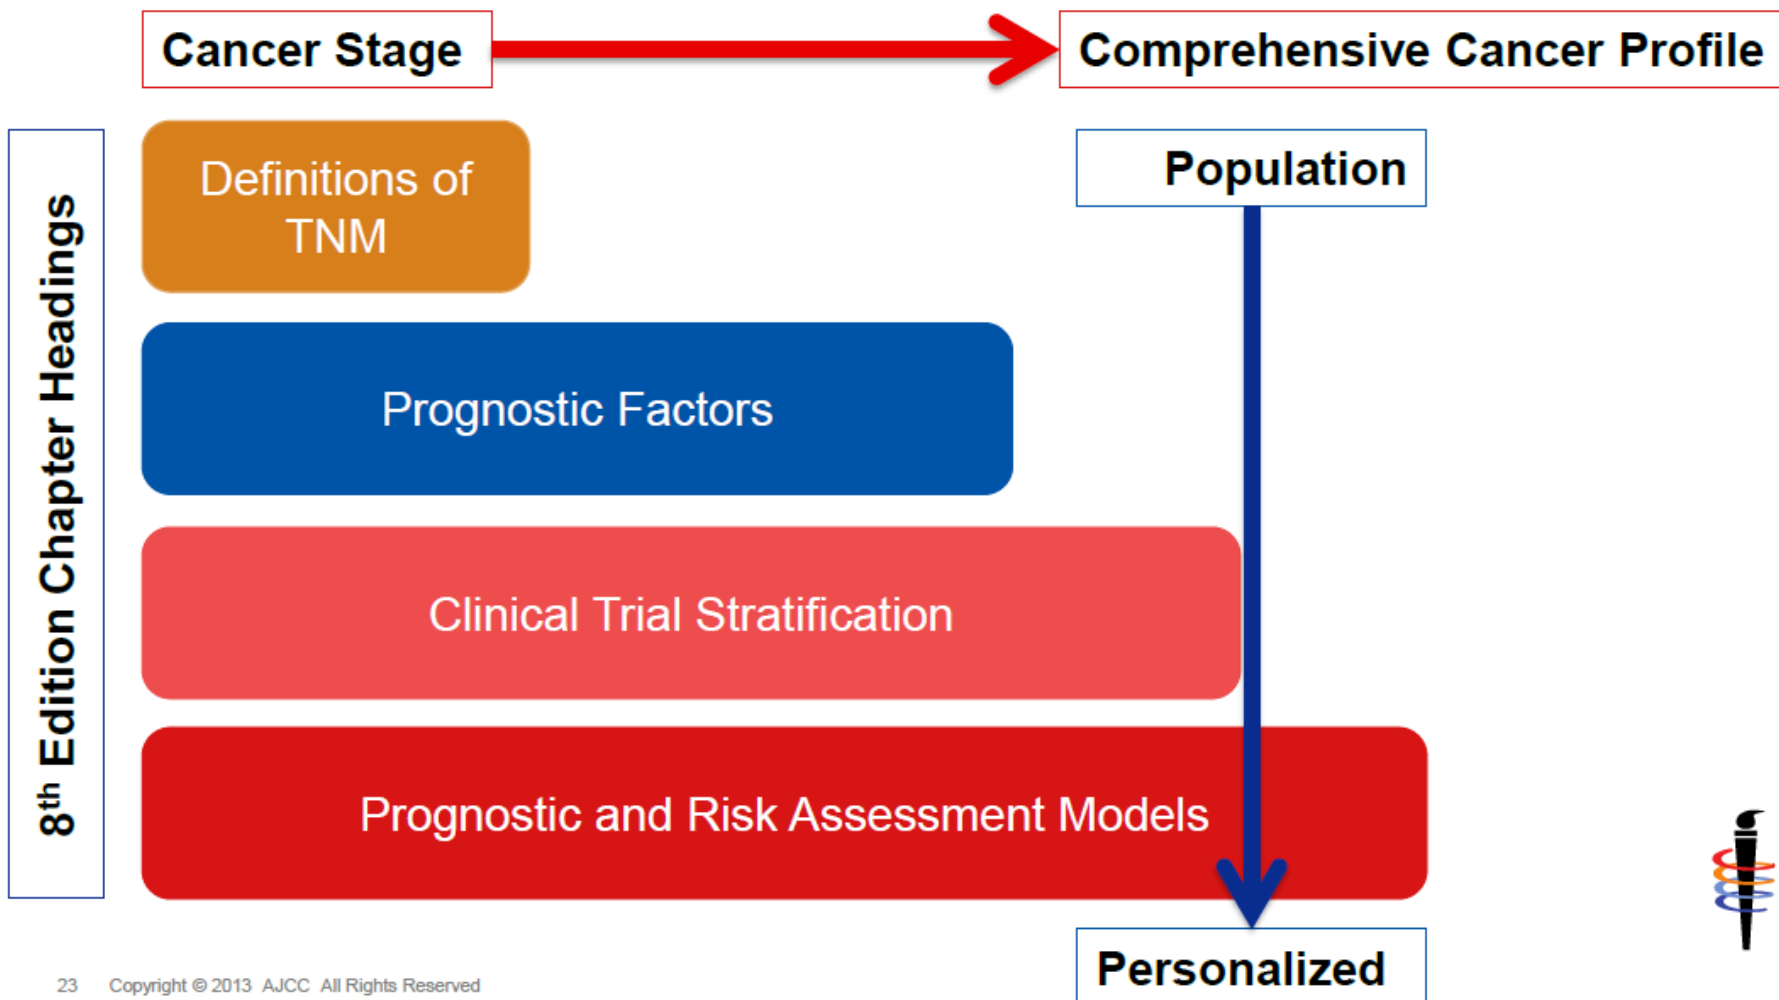 Cancer Stage
Comprehensive Cancer Profile
8th Edition Chapter Headings
Definitions of
TNM
Population
Prognostic Factors
Clinical Trial Stratification
Prognostic and Risk Assessment Models
Personalized
23 Copyright © 2013 AJCC All Rights Reserved